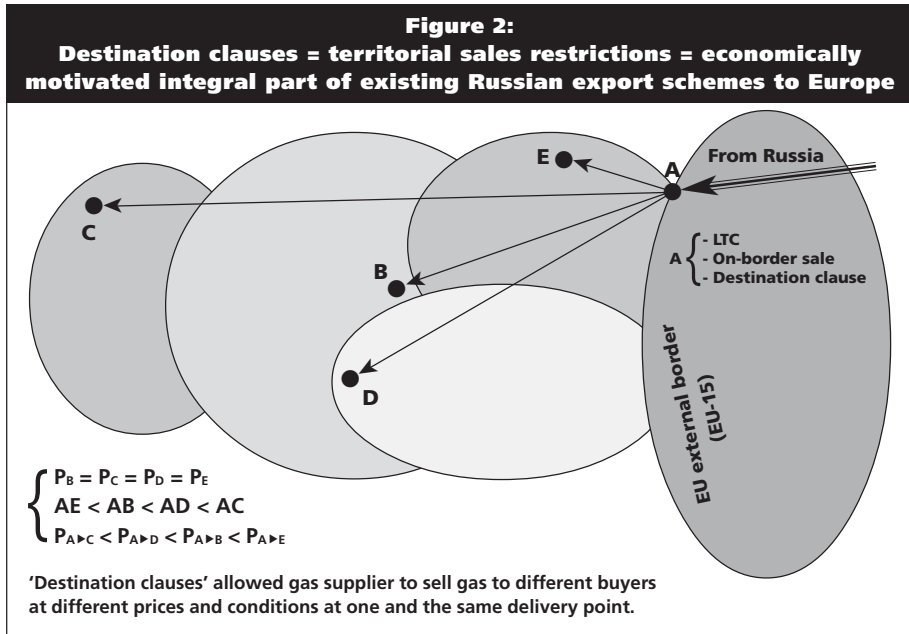 Figure 2:
Destination clauses = territorial sales restrictions = economically
motivated integral part of existing Russian export schemes to Europe
E
A
From Russia
C
A { - LTC
- On-border sale
- Destination clause
B
D
EU external border
(EU-15)
PB = PC = PD = PE
AE < AB < AD < AC
PA►C < PA►D < PA►B < PA►E
'Destination clauses' allowed gas supplier to sell gas to different buyers
at different prices and conditions at one and the same delivery point.